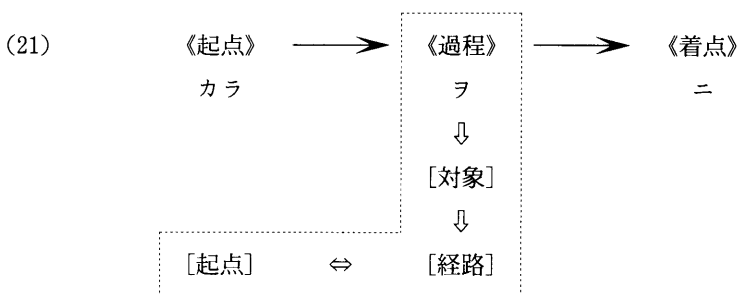 (21) 《起点》 ⟶ 《過程》 ⟶ 《着点》
カラ ヲ ニ
⇩
[対象]
⇩
[起点] ⇔ [経路]